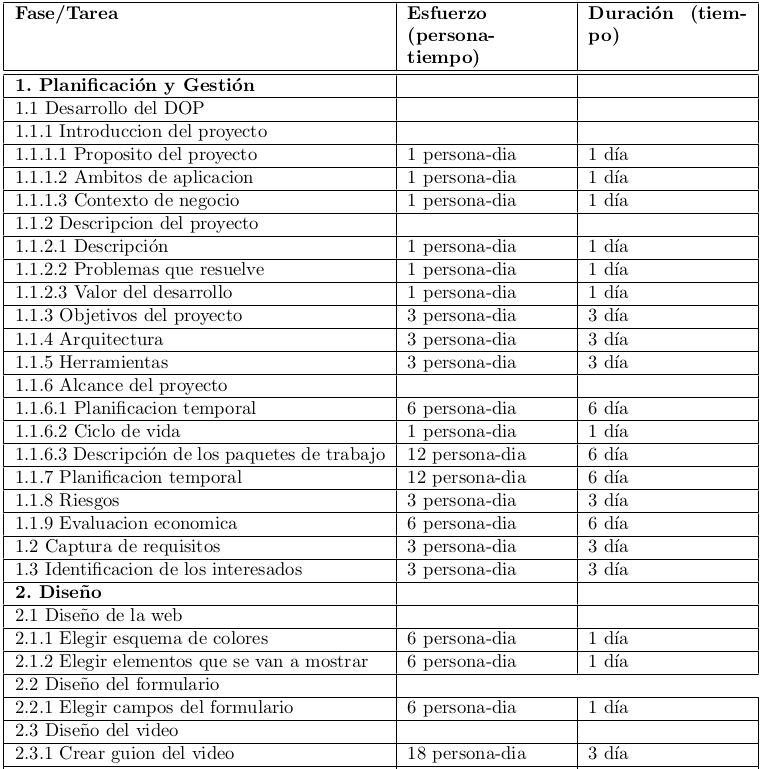 Fase/Tarea Esfuerzo Duración (tiem-
(persona- po)
tiempo)
1. Planificación y Gestión
1.1 Desarrollo del DOP
1.1.1 Introduccion del proyecto
1.1.1.1 Proposito del proyecto 1 persona-dia 1 día
1.1.1.2 Ambitos de aplicacion 1 persona-dia 1 día
1.1.1.3 Contexto de negocio 1 persona-dia 1 día
1.1.2 Descripcion del proyecto
1.1.2.1 Descripción 1 persona-dia 1 día
1.1.2.2 Problemas que resuelve 1 persona-dia 1 día
1.1.2.3 Valor del desarrollo 1 persona-dia 1 día
1.1.3 Objetivos del proyecto 3 persona-dia 3 día
1.1.4 Arquitectura 3 persona-dia 3 día
1.1.5 Herramientas 3 persona-dia 3 día
1.1.6 Alcance del proyecto
1.1.6.1 Planificacion temporal 6 persona-dia 6 día
1.1.6.2 Ciclo de vida 1 persona-dia 1 día
1.1.6.3 Descripción de los paquetes de trabajo 12 persona-dia 6 día
1.1.7 Planificacion temporal 12 persona-dia 6 día
1.1.8 Riesgos 3 persona-dia 3 día
1.1.9 Evaluacion economica 6 persona-dia 6 día
1.2 Captura de requisitos 3 persona-dia 3 día
1.3 Identificacion de los interesados 3 persona-dia 3 día
2. Diseño
2.1 Diseño de la web
2.1.1 Elegir esquema de colores 6 persona-dia 1 día
2.1.2 Elegir elementos que se van a mostrar 6 persona-dia 1 día
2.2 Diseño del formulario
2.2.1 Elegir campos del formulario 6 persona-dia 1 día
2.3 Diseño del video
2.3.1 Crear guion del video 18 persona-dia 3 día